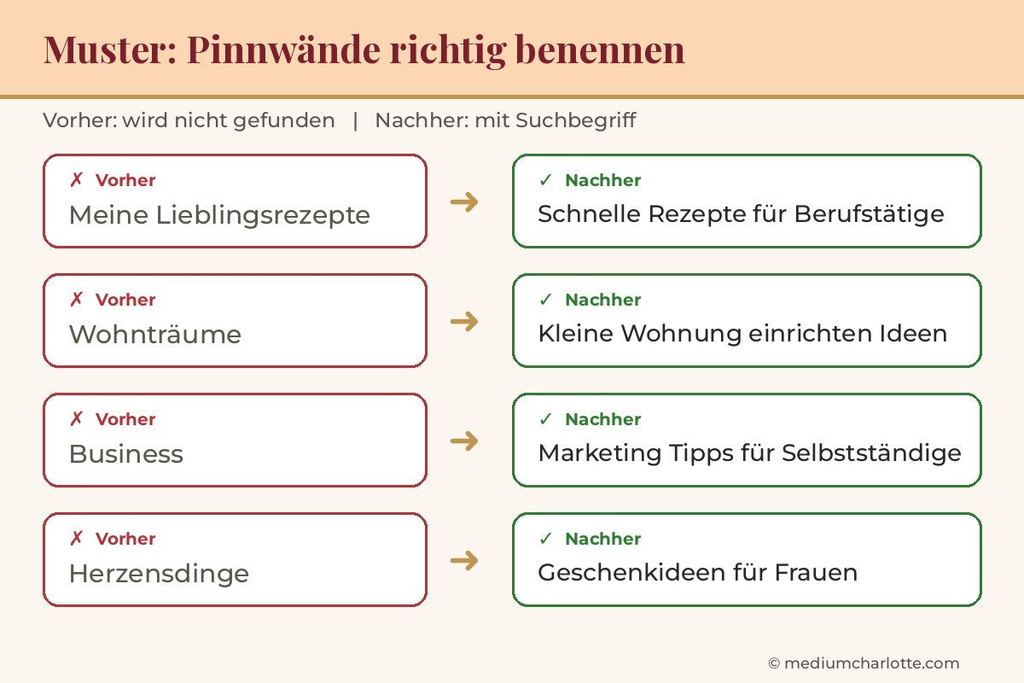 Muster: Pinnwände richtig benennen
Vorher: wird nicht gefunden | Nachher: mit Suchbegriff
✗ Vorher
Meine Lieblingsrezepte
➜
✓ Nachher
Schnelle Rezepte für Berufstätige
✗ Vorher
Wohnträume
➜
✓ Nachher
Kleine Wohnung einrichten Ideen
✗ Vorher
Business
➜
✓ Nachher
Marketing Tipps für Selbstständige
✗ Vorher
Herzensdinge
➜
✓ Nachher
Geschenkideen für Frauen
© mediumcharlotte.com